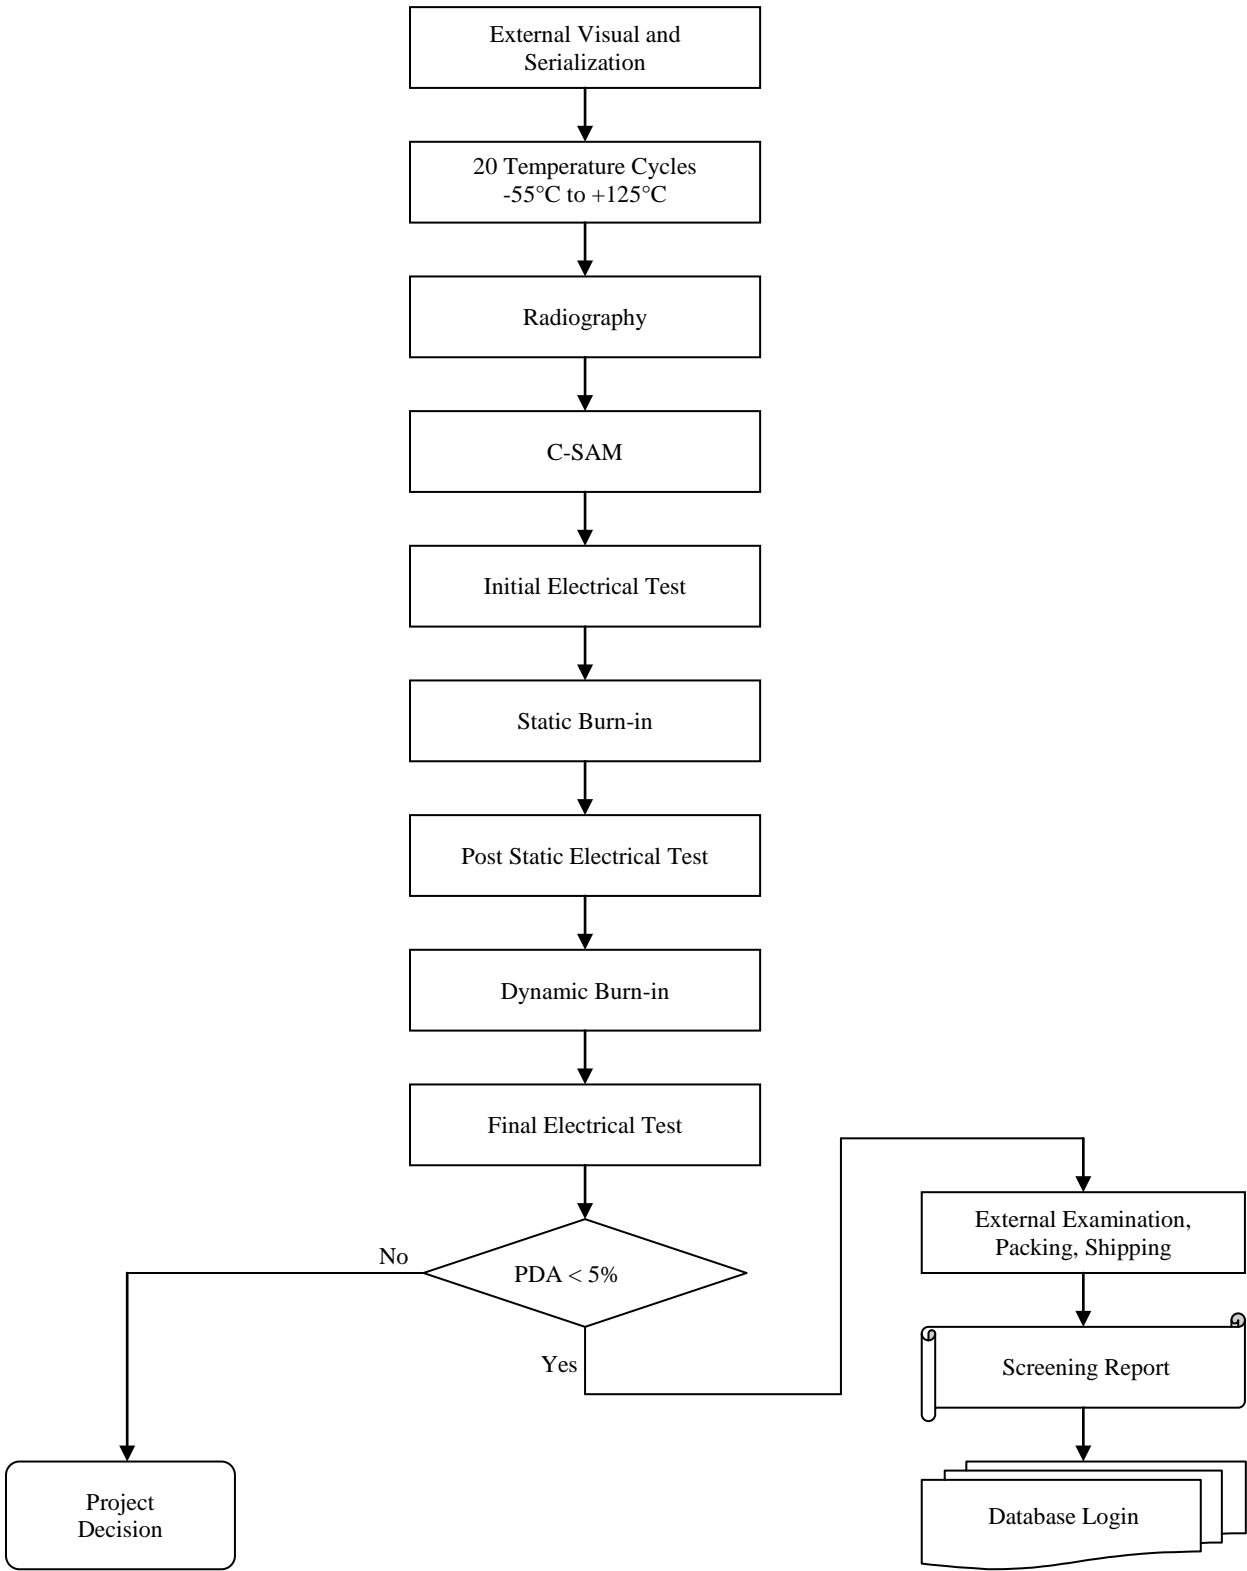 External Visual and
Serialization
20 Temperature Cycles
-55°C to +125°C
Radiography
C-SAM
Initial Electrical Test
Static Burn-in
Post Static Electrical Test
Dynamic Burn-in
Final Electrical Test
PDA < 5%
No
Yes
Project
Decision
External Examination,
Packing, Shipping
Screening Report
Database Login